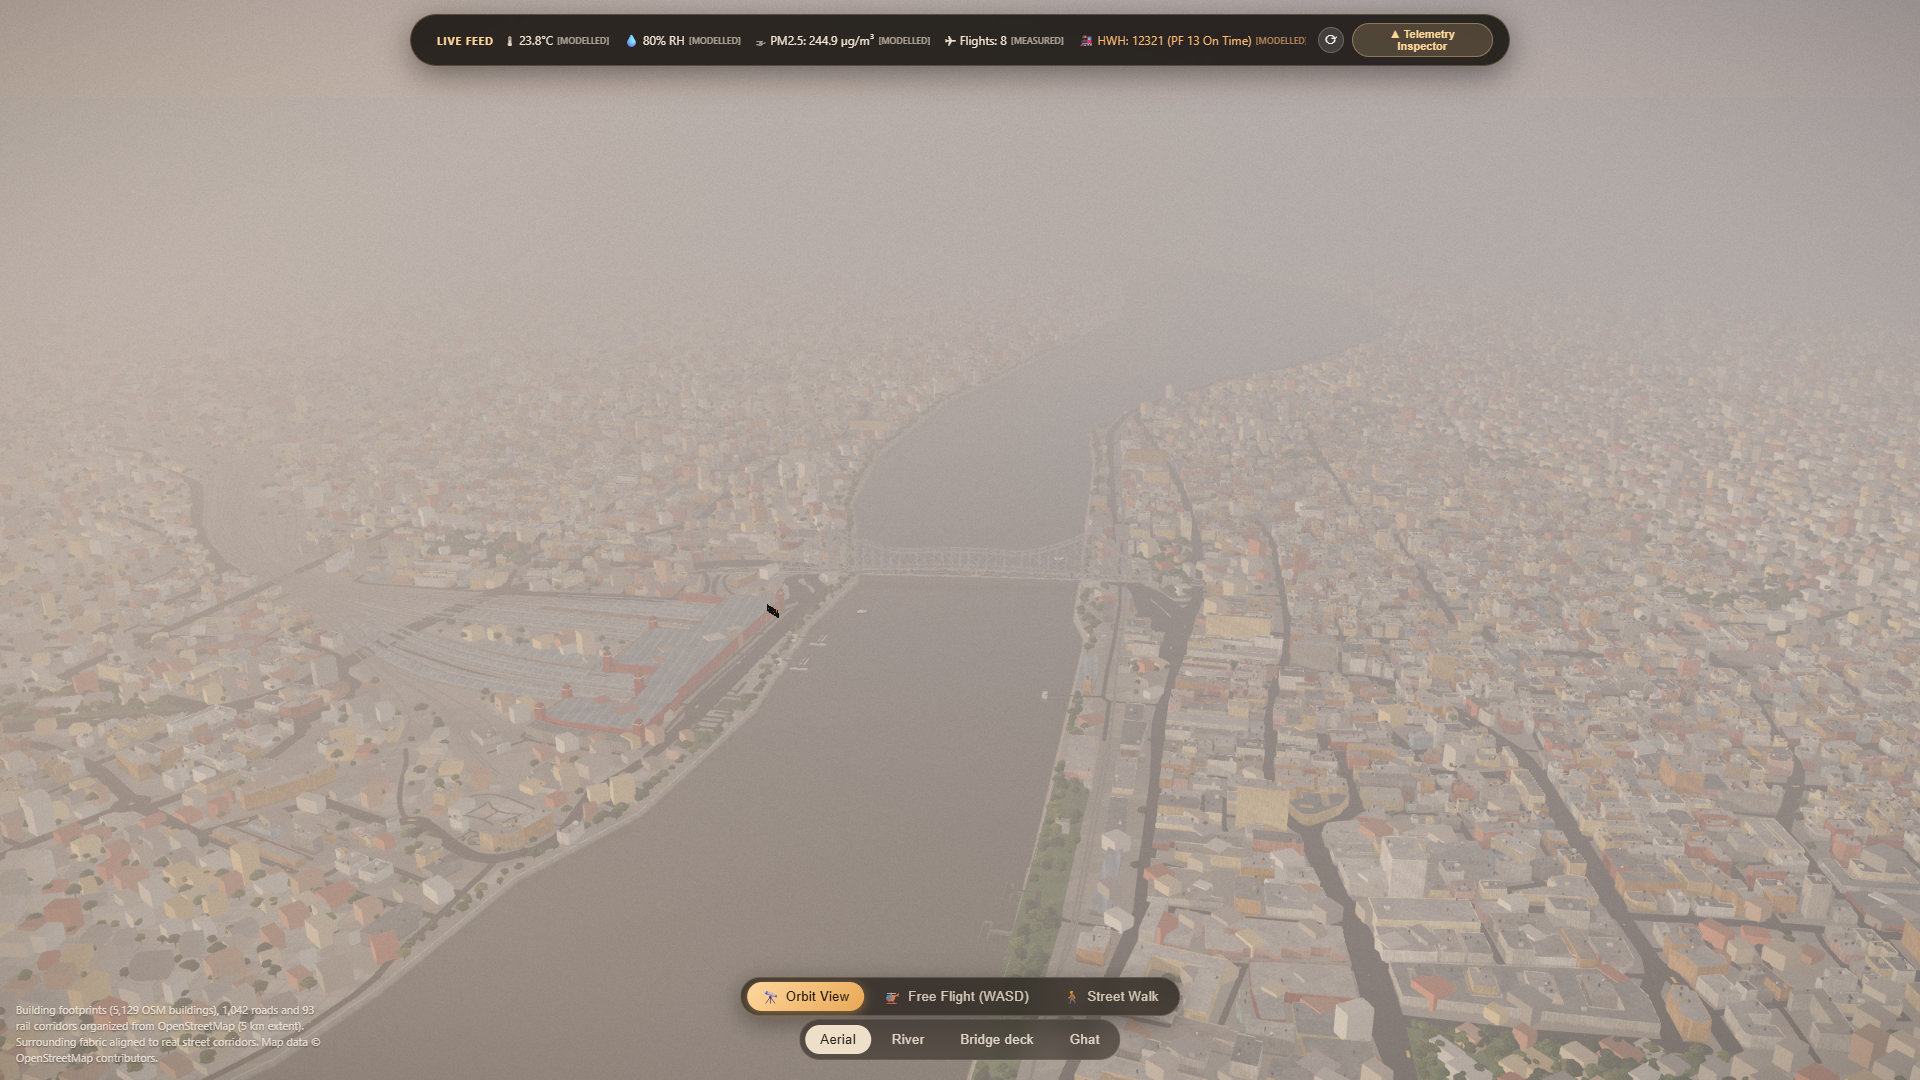 LIVE FEED 23.8°C [MODELLED] 80% RH [MODELLED] PM2.5: 244.9 µg/m³ [MODELLED] Flights: 8 [MEASURED] HWH: 12321 (PF 13 On Time) [MODELLED]
▲ Telemetry
Inspector
Orbit View Free Flight (WASD) Street Walk
Aerial River Bridge deck Ghat
Building footprints (5,129 OSM buildings), 1,042 roads and 93
rail corridors organized from OpenStreetMap (5 km extent).
Surrounding fabric aligned to real street corridors. Map data ©
OpenStreetMap contributors.